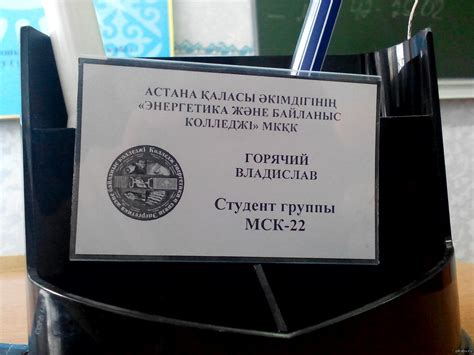 АСТАНА ҚАЛАСЫ ӘКІМДІГІНІҢ
«ЭНЕРГЕТИКА ЖӘНЕ БАЙЛАНЫС
КОЛЛЕДЖІ» МКҚК
ГОРЯЧИЙ
ВЛАДИСЛАВ
Студент группы
МСК-22